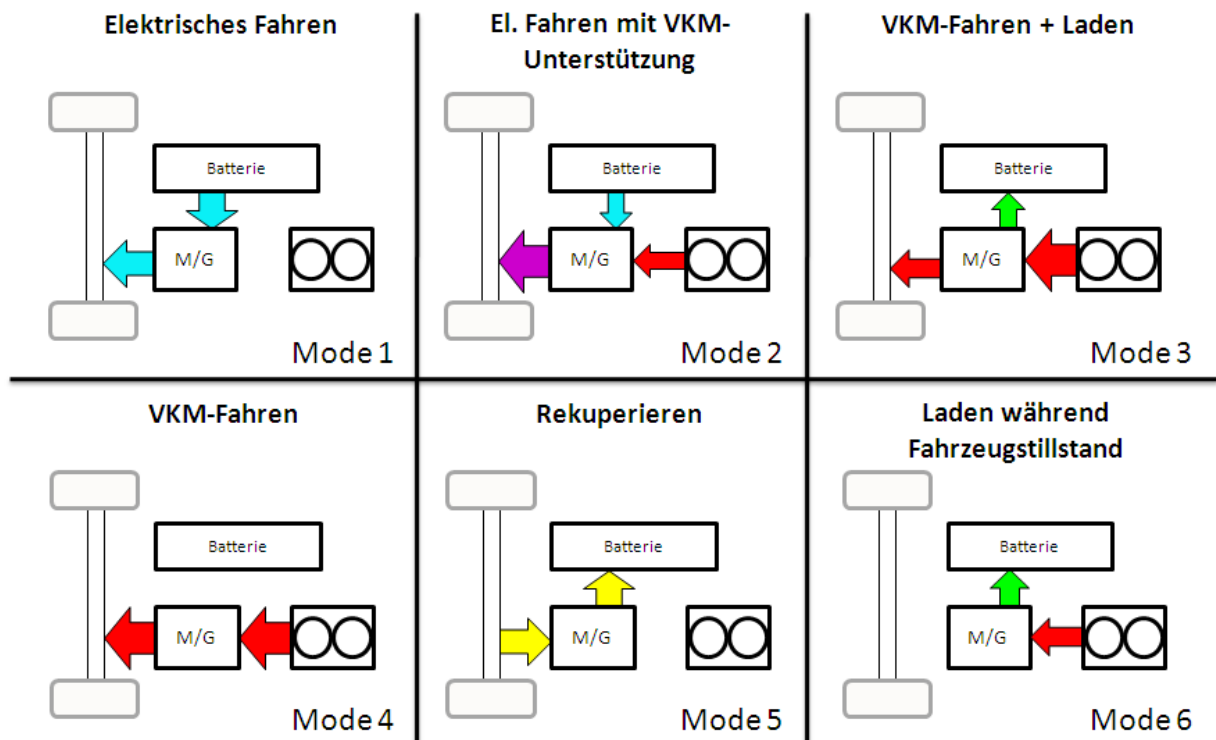 Elektrisches Fahren
Batterie
M/G
Mode 1
El. Fahren mit VKM-
Unterstützung
Batterie
M/G
Mode 2
VKM-Fahren + Laden
Batterie
M/G
Mode 3
VKM-Fahren
Batterie
M/G
Mode 4
Rekuperieren
Batterie
M/G
Mode 5
Laden während
Fahrzeugstillstand
Batterie
M/G
Mode 6